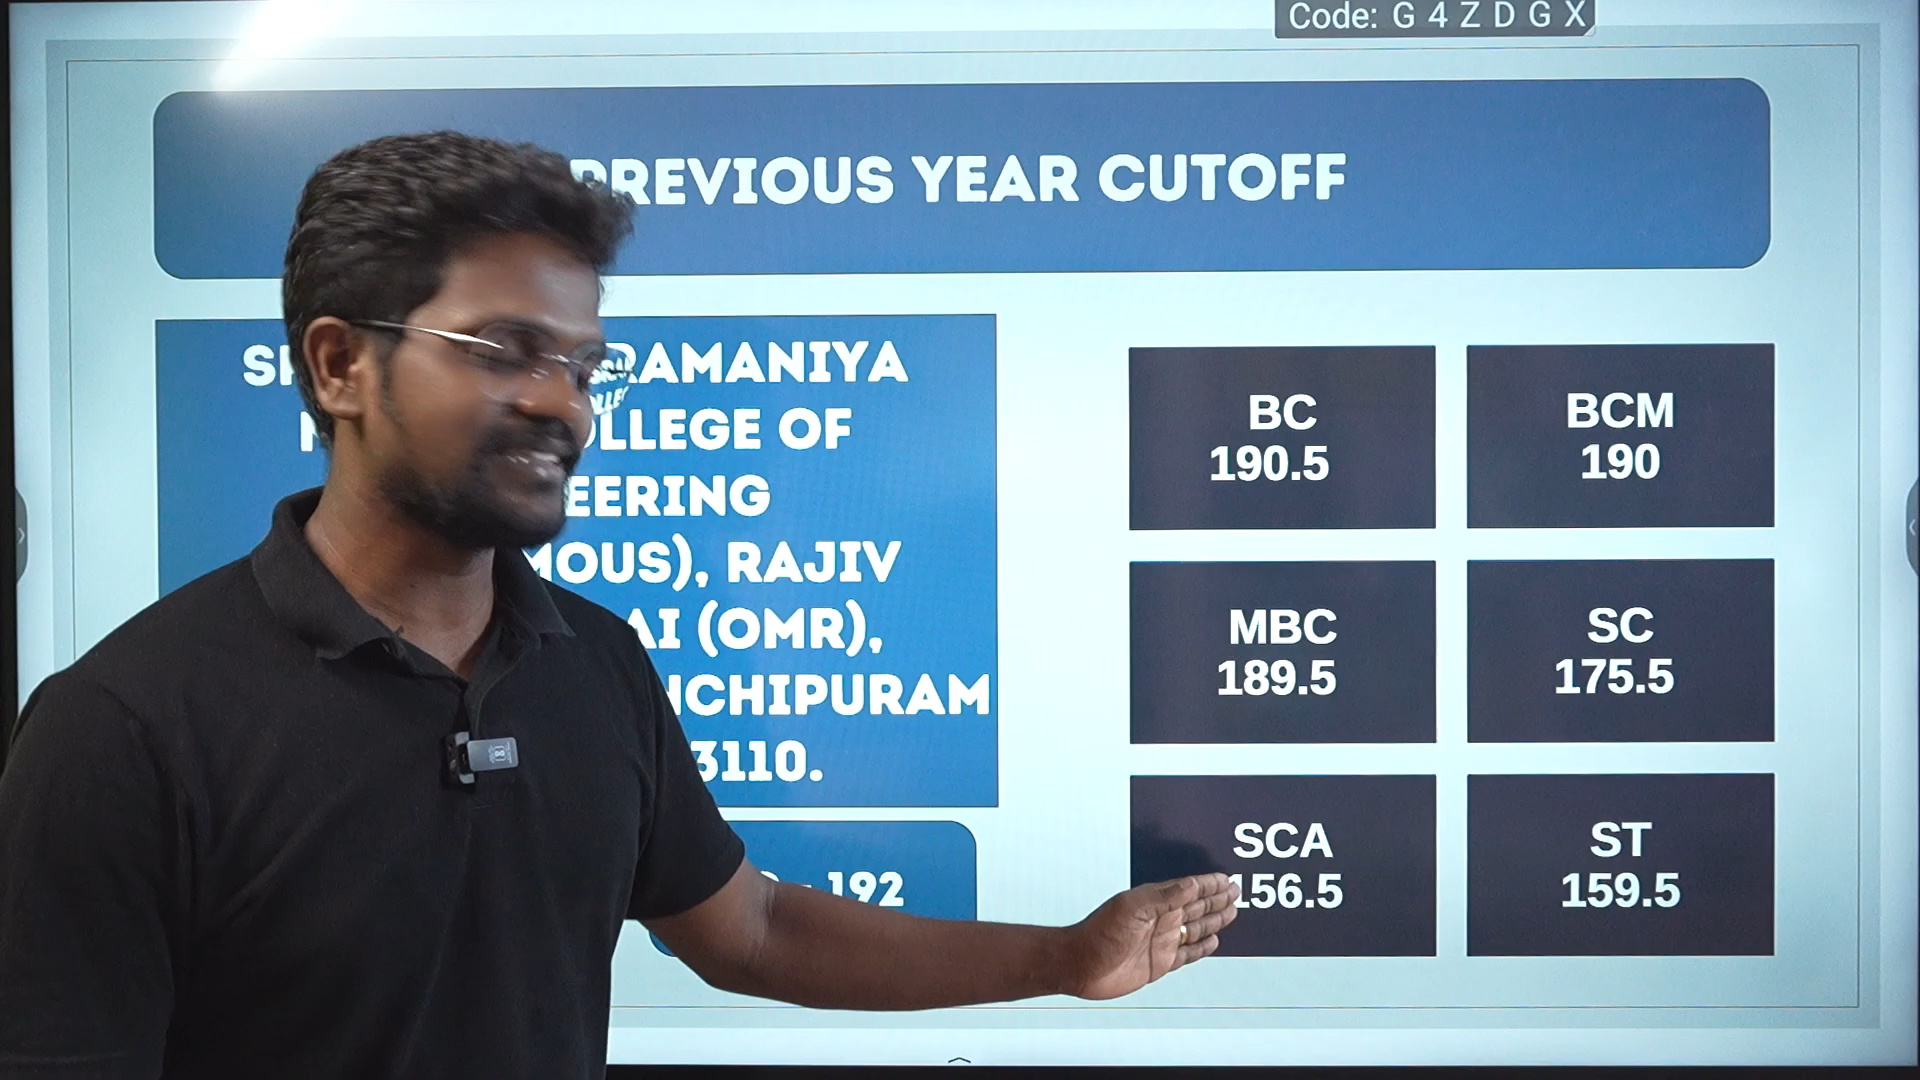 Code: G 4 Z D G X
PREVIOUS YEAR CUTOFF
RAMANIYA
COLLEGE OF
EERING
MOUS), RAJIV
AI (OMR),
NCHIPURAM
3110.
- 192
BC
190.5
BCM
190
MBC
189.5
SC
175.5
SCA
156.5
ST
159.5